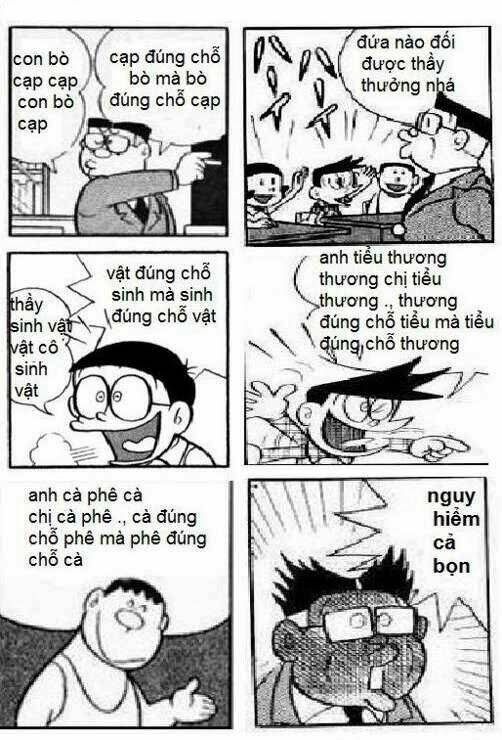 con bò
cạp cạp
con bò
cạp
cạp đúng chỗ
bò mà bò
đúng chỗ cạp
đứa nào đối
được thầy
thưởng nhá
thầy
sinh vật
vật cô
sinh
vật
vật đúng chỗ
sinh mà sinh
đúng chỗ vật
anh tiểu thương
thương chị tiểu
thương ., thương
đúng chỗ tiểu mà tiểu
đúng chỗ thương
anh cà phê cà
chị cà phê ., cà đúng
chỗ phê mà phê đúng
chỗ cà
nguy
hiểm
cả
bọn